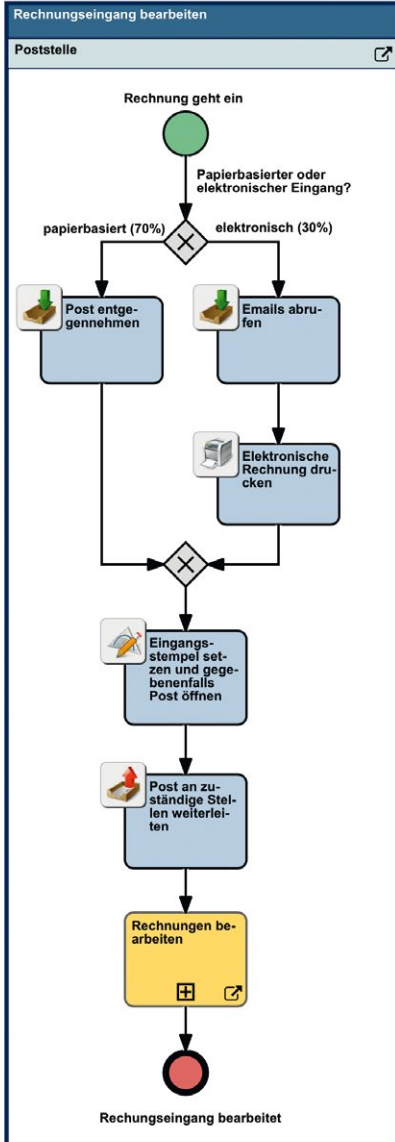 Rechnungseingang bearbeiten
Poststelle
Rechnung geht ein
Papierbasierter oder
elektronischer Eingang?
papierbasiert (70%)
elektronisch (30%)
Post entge-
gennehmen
Emails abru-
fen
Elektronische
Rechnung dru-
cken
Eingangs-
stempel set-
zen und gege-
benenfalls
Post öffnen
Post an zu-
ständige Stel-
len weiterlei-
ten
Rechnungen be-
arbeiten
Rechungseingang bearbeitet